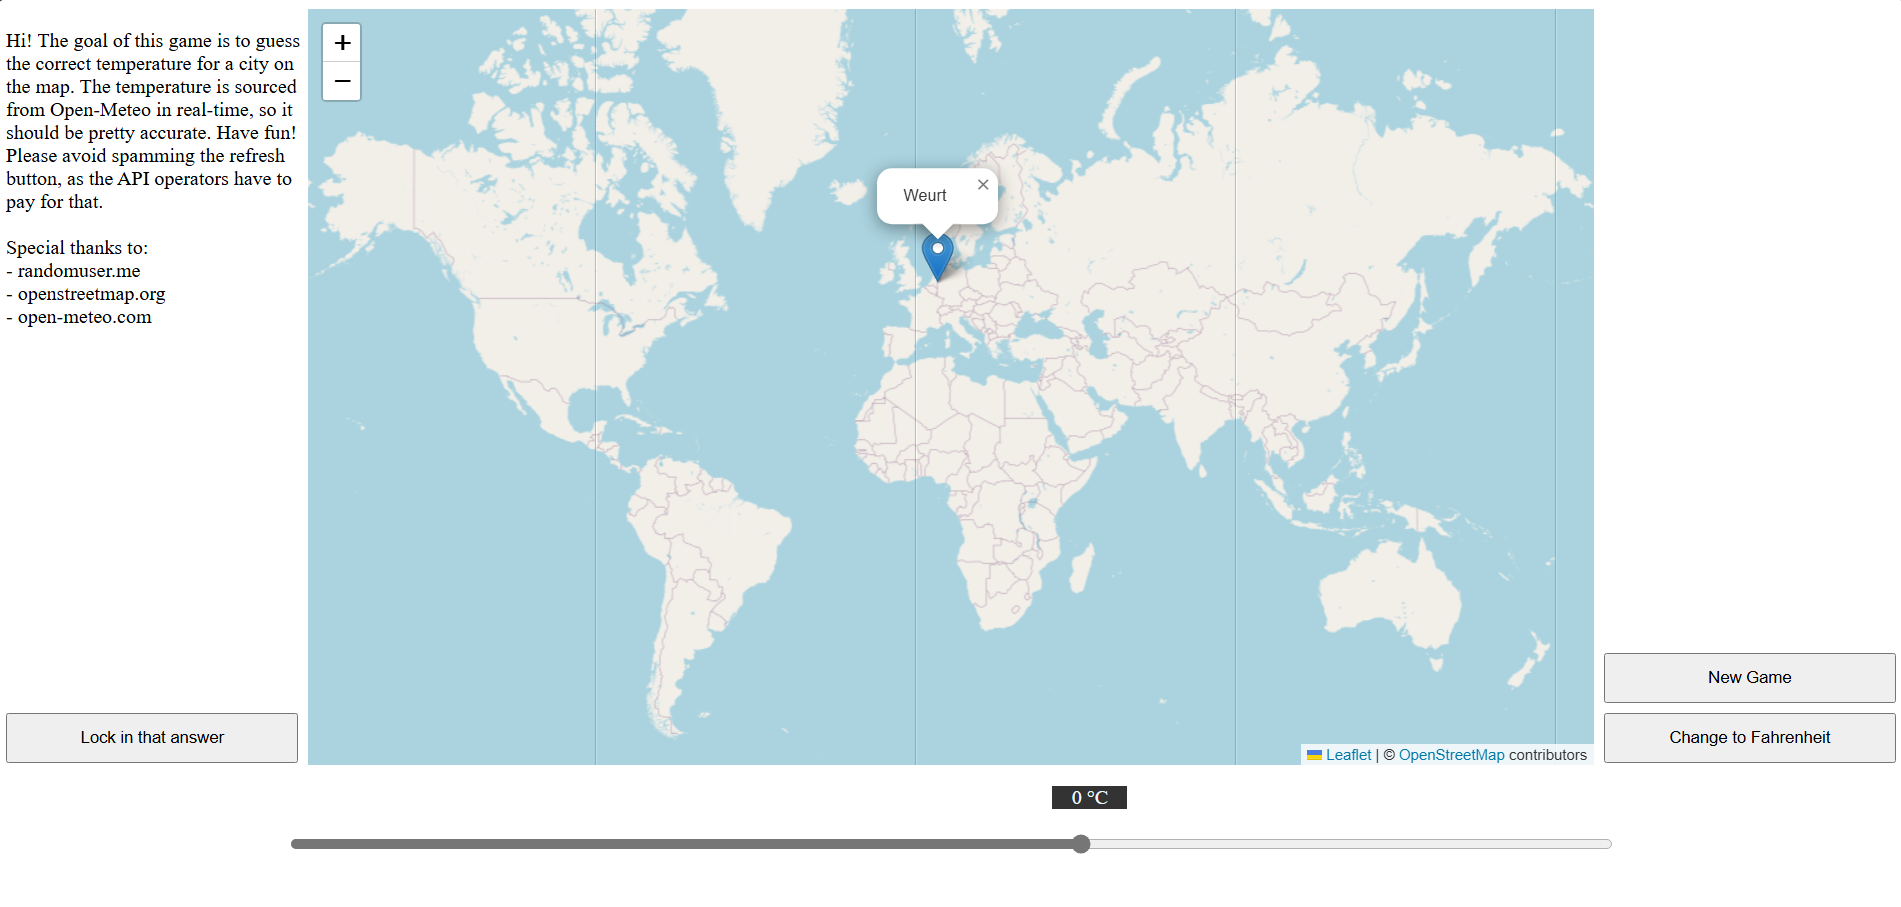 Hi! The goal of this game is to guess
the correct temperature for a city on
the map. The temperature is sourced
from Open-Meteo in real-time, so it
should be pretty accurate. Have fun!
Please avoid spamming the refresh
button, as the API operators have to
pay for that.
Special thanks to:
- randomuser.me
- openstreetmap.org
- open-meteo.com
Lock in that answer
+
−
Weurt ×
Leaflet | © OpenStreetMap contributors
New Game
Change to Fahrenheit
0 °C